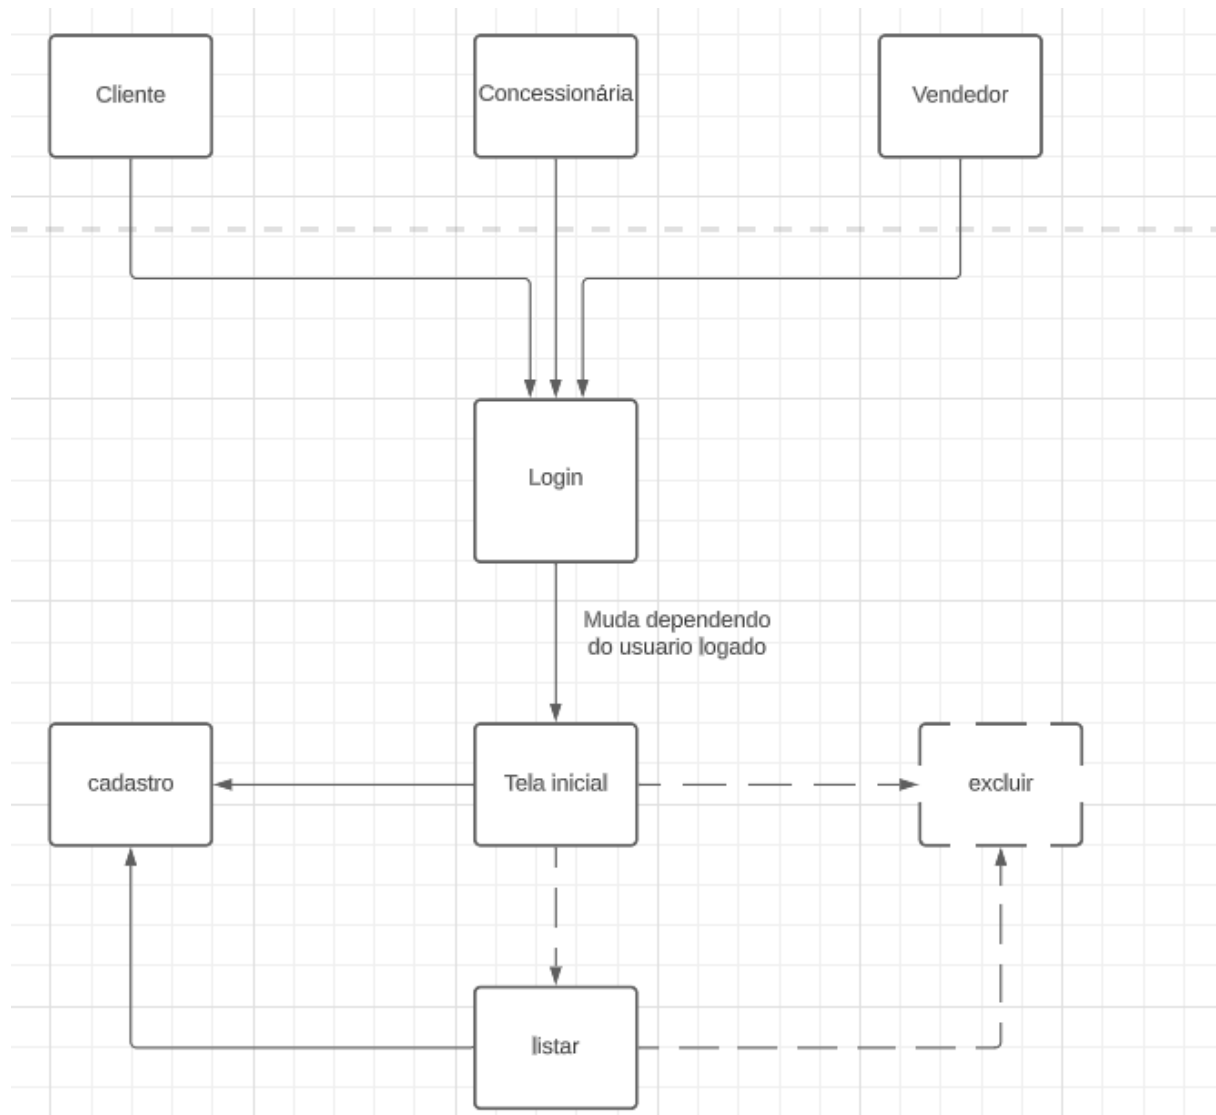 Cliente
Concessionária
Vendedor
Login
Muda dependendo
do usuario logado
cadastro
Tela inicial
excluir
listar